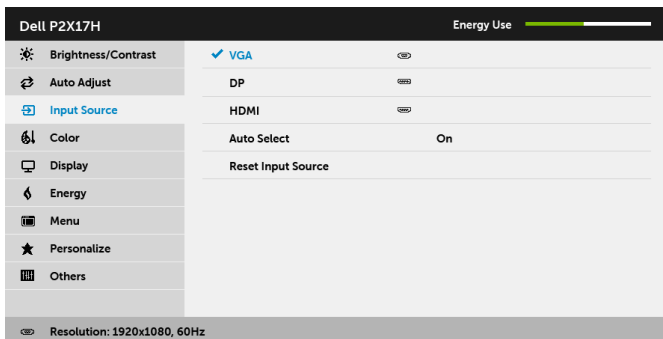 Dell P2X17H Energy Use
Brightness/Contrast VGA
Auto Adjust DP
Input Source HDMI
Color Auto Select On
Display Reset Input Source
Energy
Menu
Personalize
Others
Resolution: 1920x1080, 60Hz